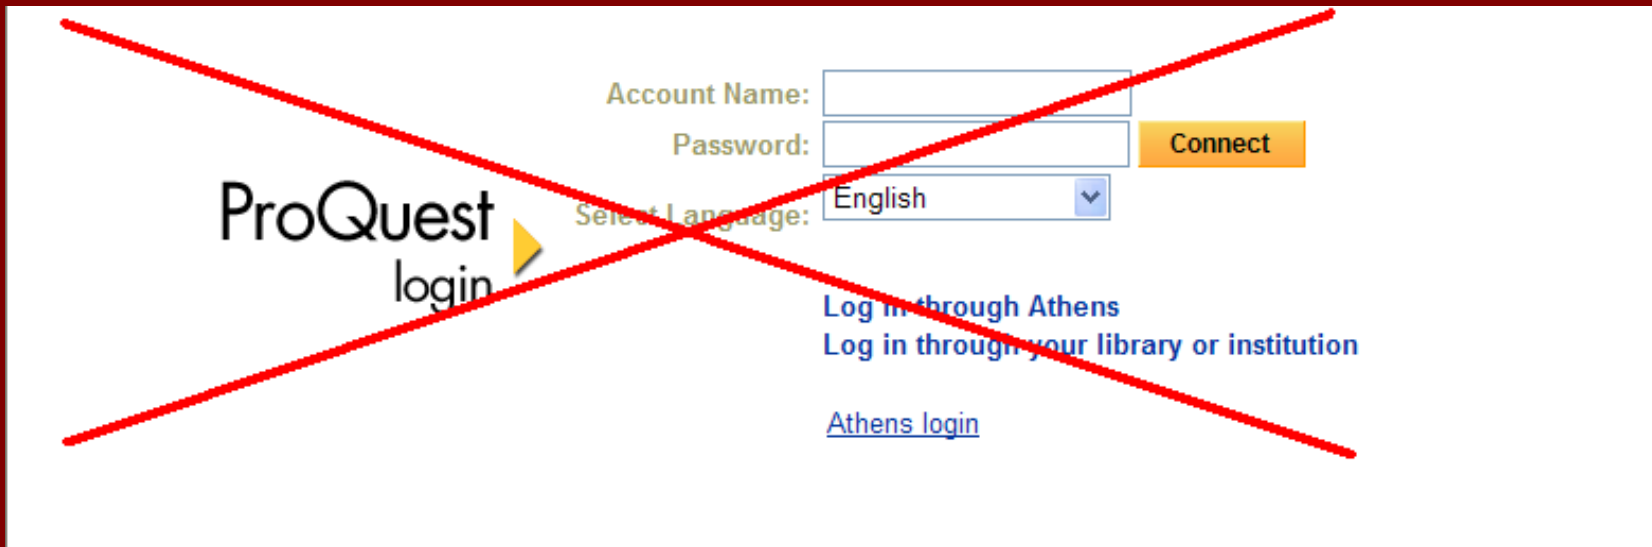 Account Name:
Password:
Connect
ProQuest
login
Select Language:
English
Log in through Athens
Log in through your library or institution
Athens login